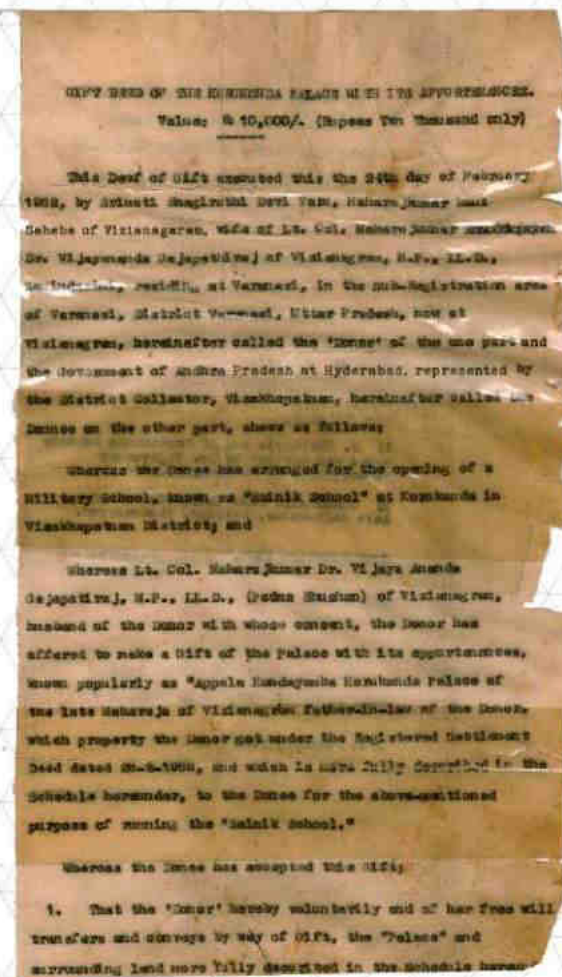 GIFT DEED OF THE KORUKONDA PALACE WITH ITS APPORTENANCES.
Value: Rs 10,000/. (Rupees Ten Thousand only)
This Deed of Gift executed this the 24th day of February
by Srimati Bhagirathi Devi Vara, Maharajkumar
Saheba of Vizianagaram, wife of Lt. Col. Maharajkumar
Dr. Vijayananda Gajapathiraj of Vizianagram, M.P., LL.D.,
residing at Varanasi, in the Sub-Registration area
of Varanasi, District Varanasi, Uttar Pradesh, now at
Vizianagram, hereinafter called the 'Donor' of the one part and
the Government of Andhra Pradesh at Hyderabad, represented by
the District Collector, Visakhapatnam, hereinafter called the
Donee on the other part, shows as follows;
Whereas the Donee has arranged for the opening of a
Military School, known as "Sainik School" at Korukonda in
Visakhapatnam District; and
Whereas Lt. Col. Maharajkumar Dr. Vijaya Ananda
Gajapatiraj, M.P., LL.D., (Padma Bhushan) of Vizianagram,
husband of the Donor with whose consent, the Donor has
offered to make a Gift of the Palace with its apportenances,
known popularly as "Appala Kondayamba Korukonda Palace of
the late Maharaja of Vizianagram father-in-law of the Donor,
which property the Donor got under the Registered Settlement
Deed dated and which is more fully described in the
Schedule hereunder, to the Donee for the above-mentioned
purpose of running the "Sainik School."
Whereas the Donee has accepted this Gift;
1. That the 'Donor' hereby voluntarily and of her free will
transfers and conveys by way of Gift, the "Palace" and
surrounding land more fully described in the Schedule